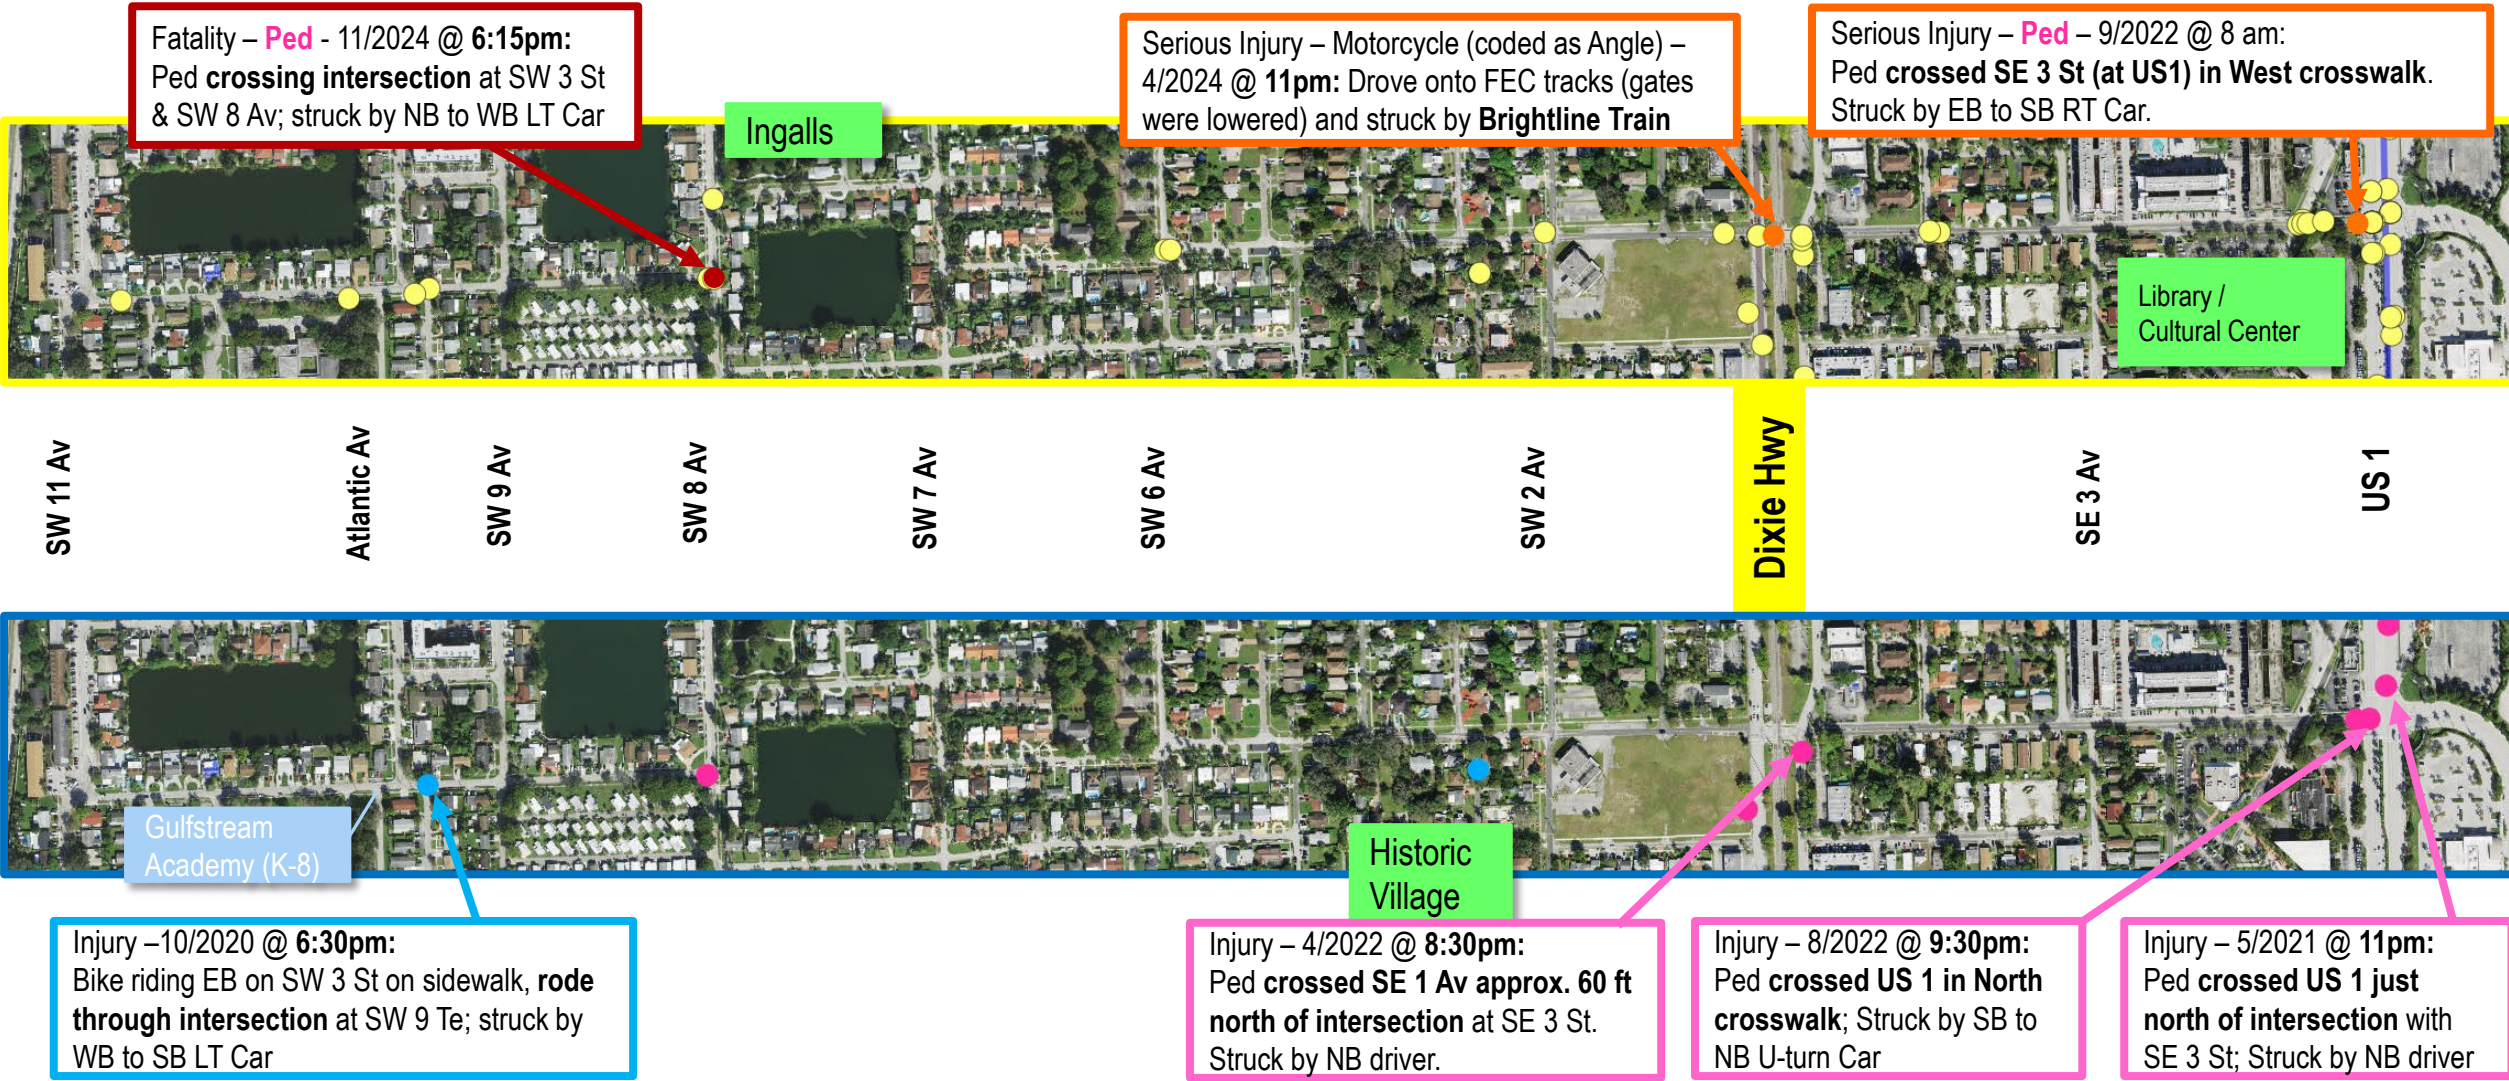 Fatality – Ped - 11/2024 @ 6:15pm:
Ped crossing intersection at SW 3 St
& SW 8 Av; struck by NB to WB LT Car
Ingalls
Serious Injury – Motorcycle (coded as Angle) –
4/2024 @ 11pm: Drove onto FEC tracks (gates
were lowered) and struck by Brightline Train
Serious Injury – Ped – 9/2022 @ 8 am:
Ped crossed SE 3 St (at US1) in West crosswalk.
Struck by EB to SB RT Car.
Library /
Cultural Center
SW 11 Av
Atlantic Av
SW 9 Av
SW 8 Av
SW 7 Av
SW 6 Av
SW 2 Av
Dixie Hwy
SE 3 Av
US 1
Gulfstream
Academy (K-8)
Historic
Village
Injury –10/2020 @ 6:30pm:
Bike riding EB on SW 3 St on sidewalk, rode
through intersection at SW 9 Te; struck by
WB to SB LT Car
Injury – 4/2022 @ 8:30pm:
Ped crossed SE 1 Av approx. 60 ft
north of intersection at SE 3 St.
Struck by NB driver.
Injury – 8/2022 @ 9:30pm:
Ped crossed US 1 in North
crosswalk; Struck by SB to
NB U-turn Car
Injury – 5/2021 @ 11pm:
Ped crossed US 1 just
north of intersection with
SE 3 St; Struck by NB driver